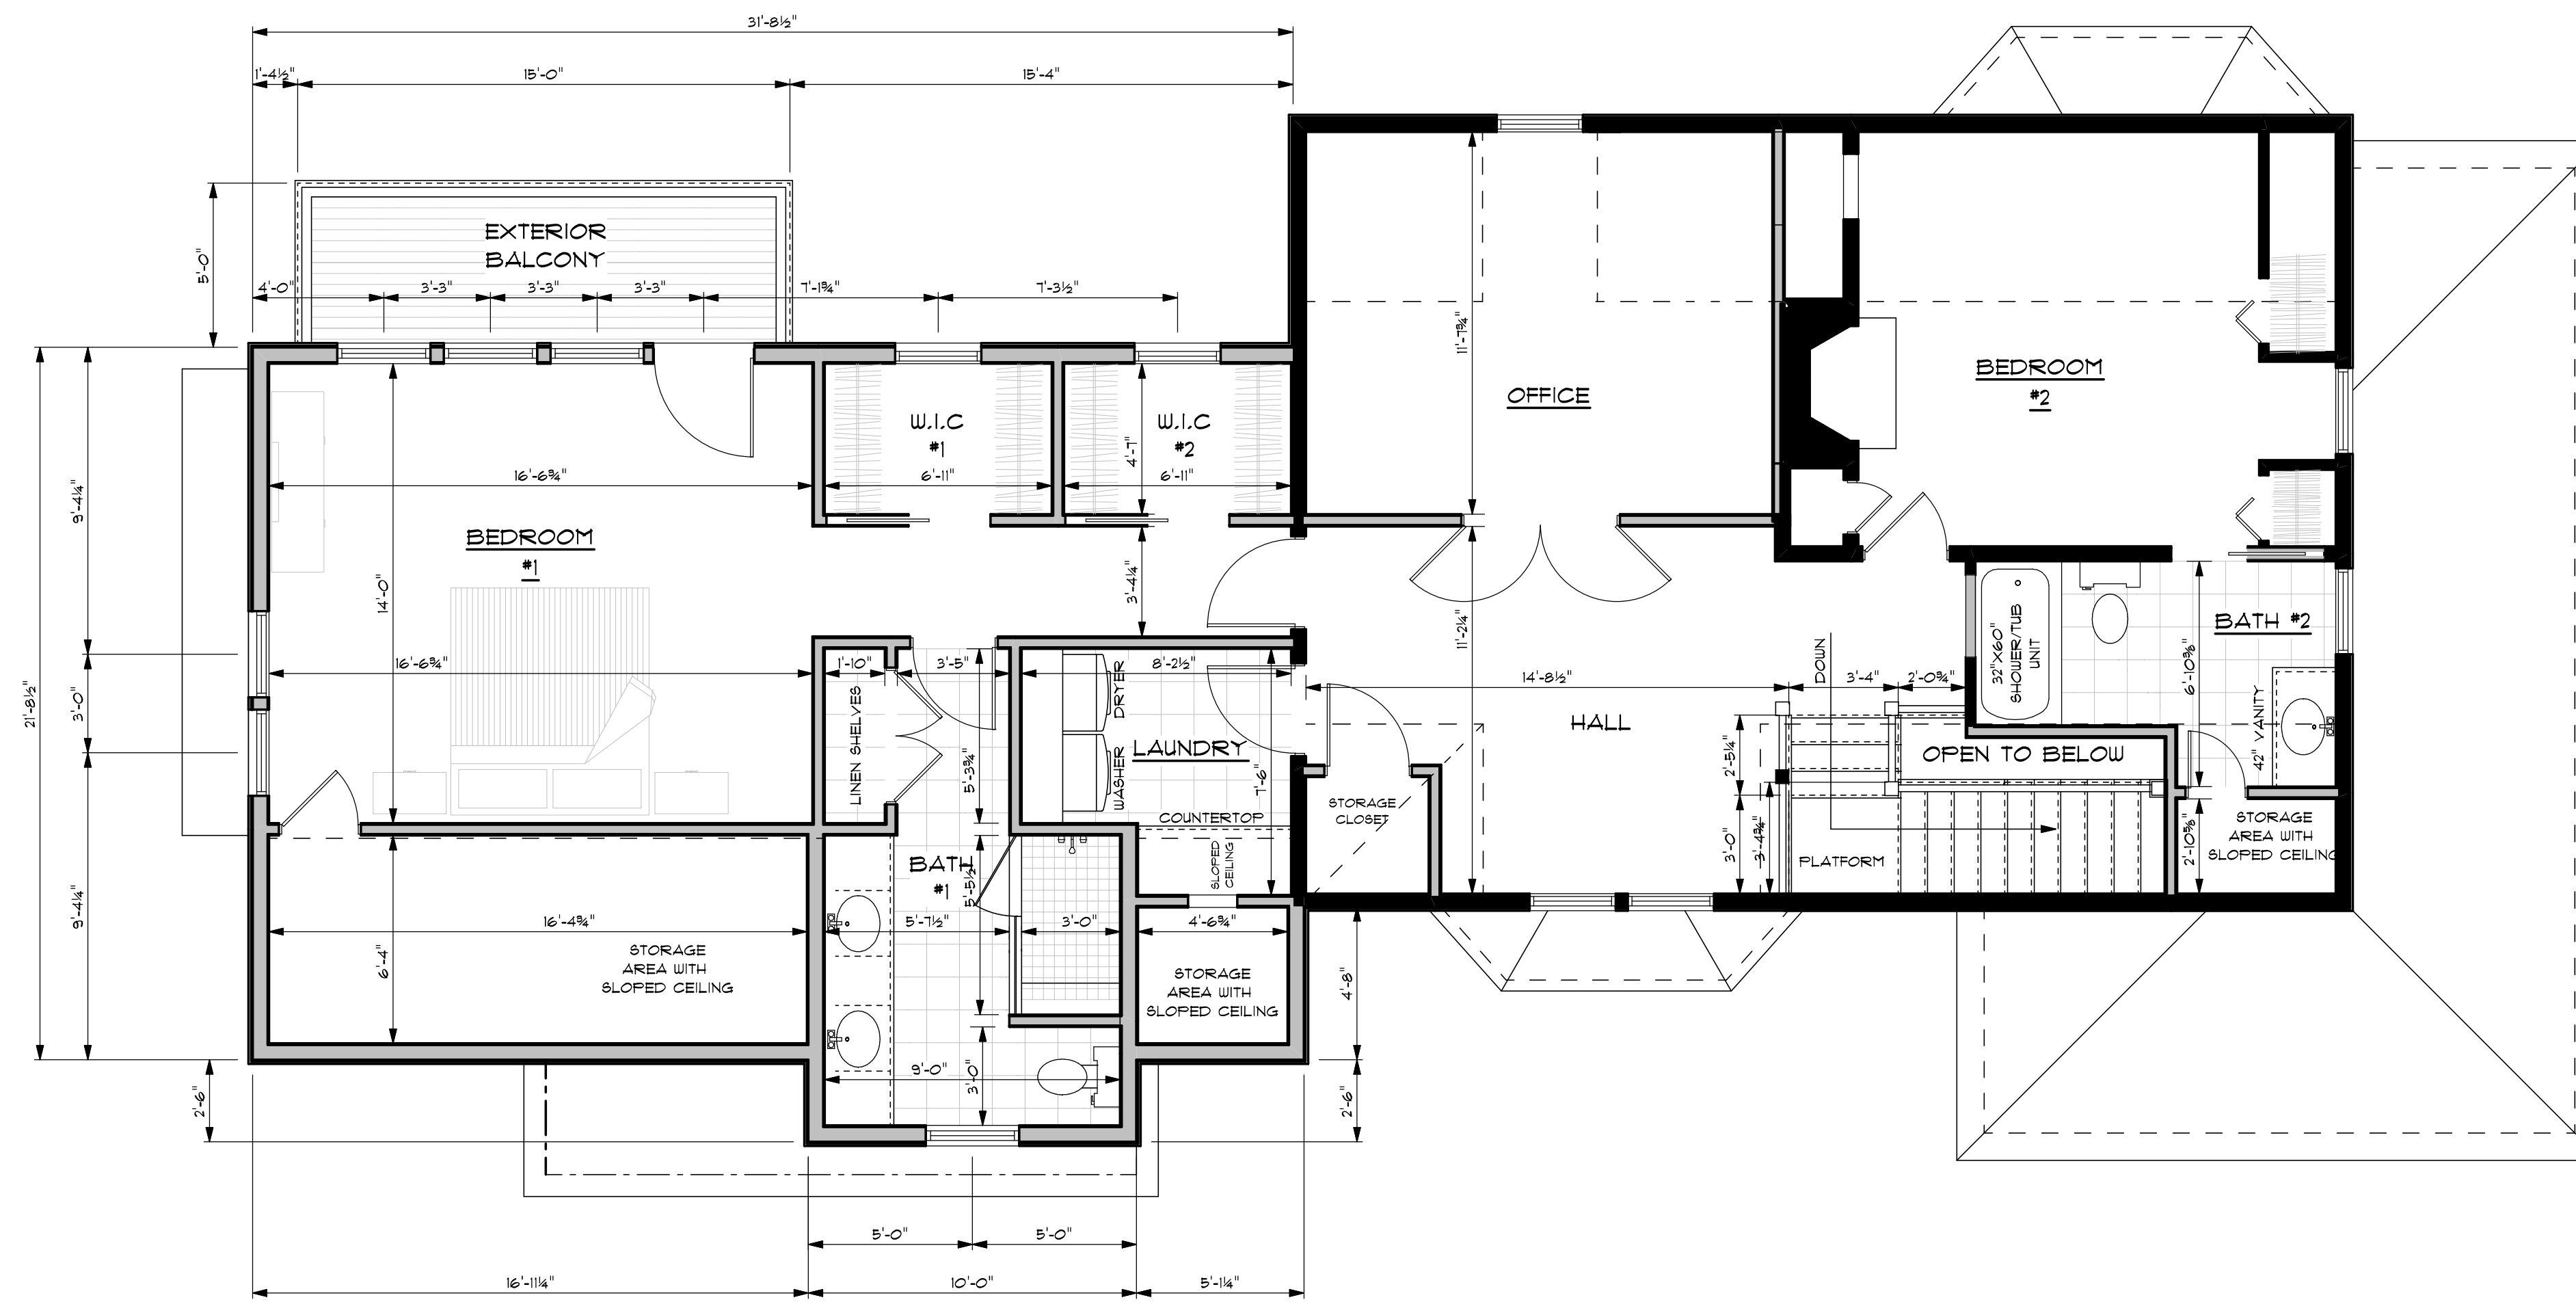 31'-8½"
1'-4½"
15'-0"
15'-4"
EXTERIOR
BALCONY
5'-0"
4'-0"
3'-3"
3'-3"
3'-3"
7'-1¾"
7'-3½"
11'-7¾"
OFFICE
BEDROOM
#2
W.I.C
#1
6'-11"
W.I.C
#2
6'-11"
4'-7"
9'-4¼"
16'-6¾"
BEDROOM
#1
14'-0"
3'-4¼"
11'-2¼"
21'-8½"
3'-0"
9'-4¼"
16'-6¾"
1'-10"
3'-5"
8'-2½"
14'-8½"
DOWN
3'-4"
2'-0¾"
32"X60"
SHOWER/TUB
UNIT
BATH #2
6'-10⅜"
42" VANITY
LINEN SHELVES
5'-3¾"
DRYER
WASHER
LAUNDRY
7'-6"
COUNTERTOP
SLOPED
CEILING
HALL
STORAGE
CLOSET
2'-5¼"
3'-0"
3'-4¾"
OPEN TO BELOW
PLATFORM
2'-10⅝"
STORAGE
AREA WITH
SLOPED CEILING
BATH
#1
5'-5½"
16'-4¾"
5'-7½"
3'-0"
4'-6¾"
6'-4"
STORAGE
AREA WITH
SLOPED CEILING
STORAGE
AREA WITH
SLOPED CEILING
4'-8"
9'-0"
3'-0"
2'-6"
2'-6"
5'-0"
5'-0"
16'-11¼"
10'-0"
5'-1¼"